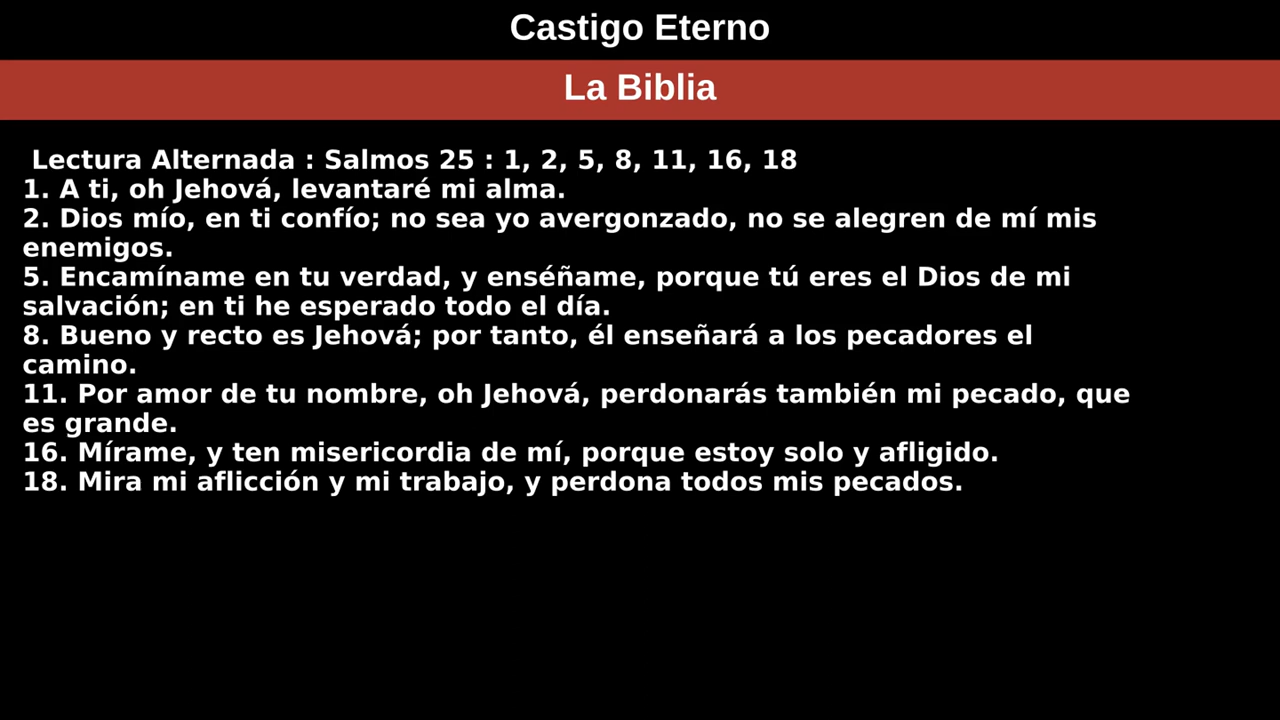 Castigo Eterno
La Biblia
Lectura Alternada : Salmos 25 : 1, 2, 5, 8, 11, 16, 18
1. A ti, oh Jehová, levantaré mi alma.
2. Dios mío, en ti confío; no sea yo avergonzado, no se alegren de mí mis
enemigos.
5. Encamíname en tu verdad, y enséñame, porque tú eres el Dios de mi
salvación; en ti he esperado todo el día.
8. Bueno y recto es Jehová; por tanto, él enseñará a los pecadores el
camino.
11. Por amor de tu nombre, oh Jehová, perdonarás también mi pecado, que
es grande.
16. Mírame, y ten misericordia de mí, porque estoy solo y afligido.
18. Mira mi aflicción y mi trabajo, y perdona todos mis pecados.